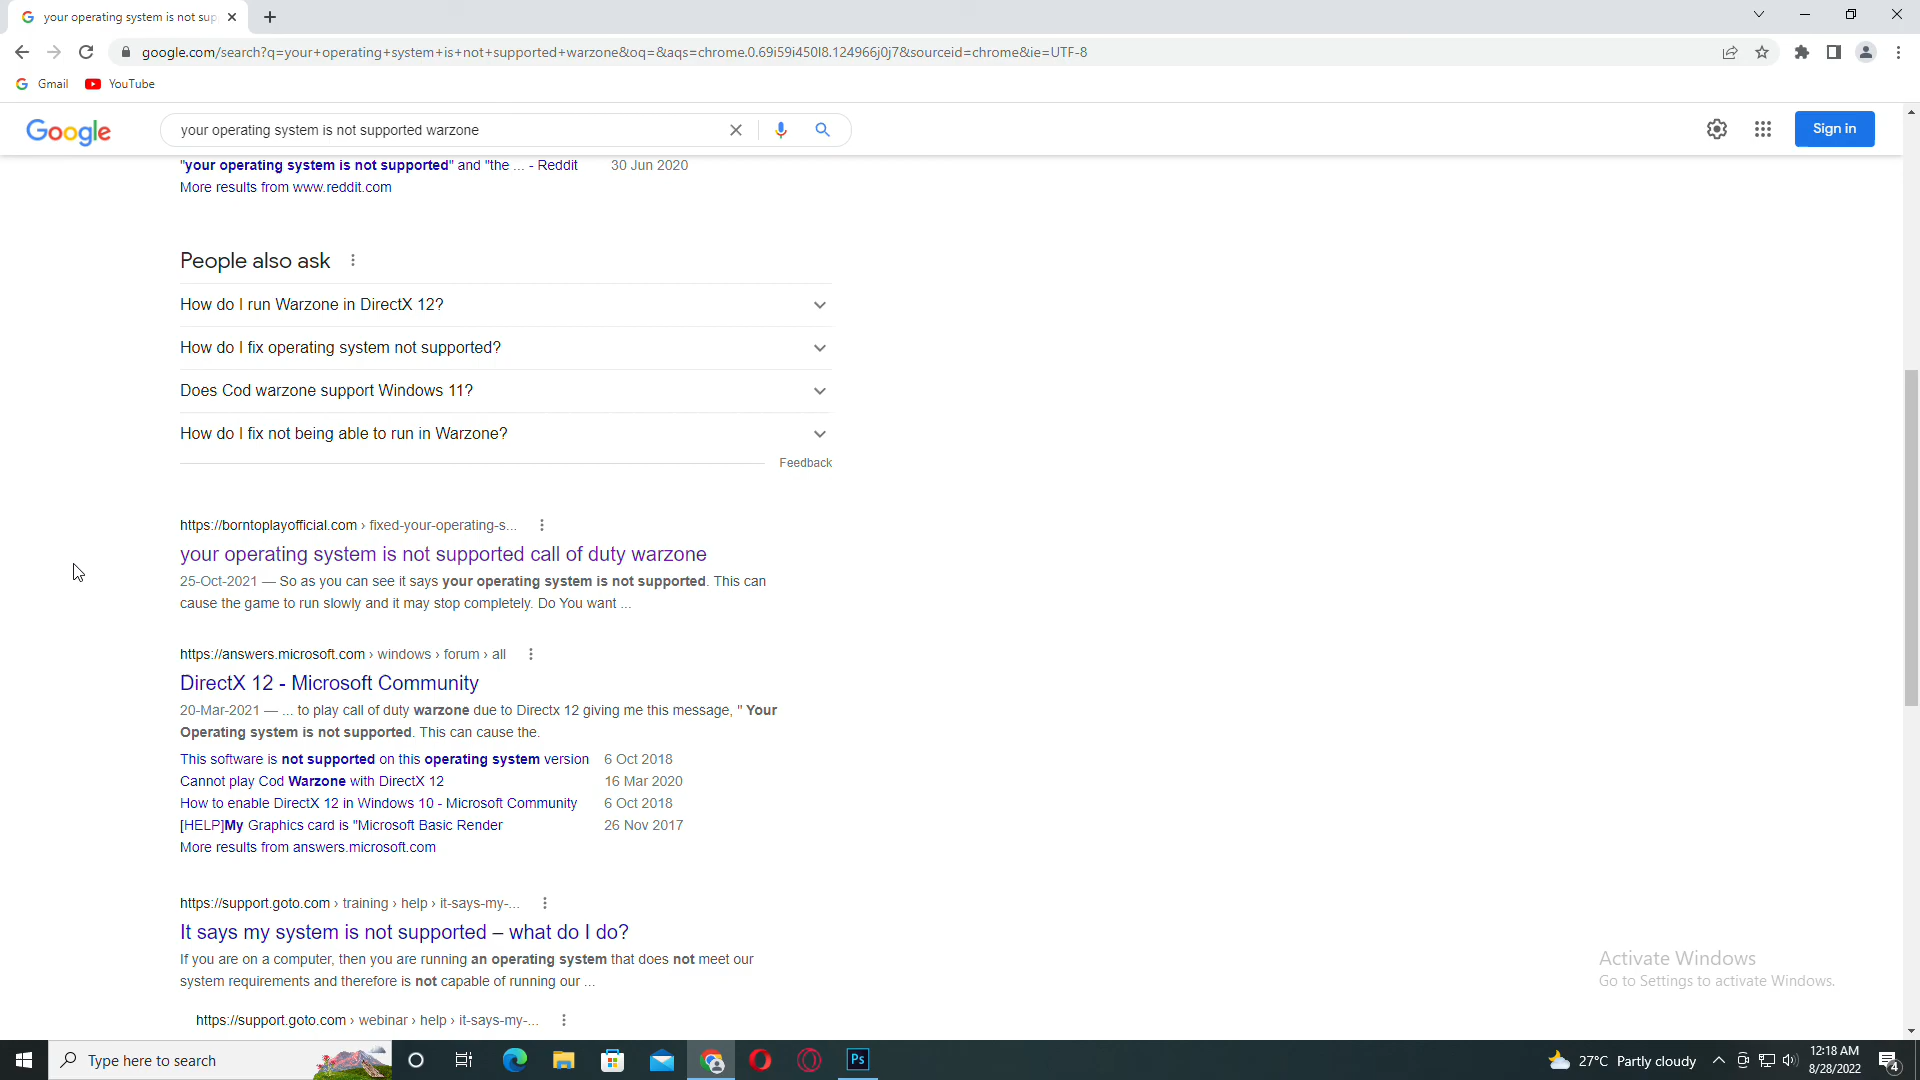 your operating system is not sup
google.com/search?q=your+operating+system+is+not+supported+warzone&oq=&aqs=chrome.0.69i59i450l8.124966j0j7&sourceid=chrome&ie=UTF-8
Gmail YouTube
Google your operating system is not supported warzone Sign in
"your operating system is not supported" and "the ... - Reddit 30 Jun 2020
More results from www.reddit.com
People also ask
How do I run Warzone in DirectX 12?
How do I fix operating system not supported?
Does Cod warzone support Windows 11?
How do I fix not being able to run in Warzone?
Feedback
https://borntoplayofficial.com › fixed-your-operating-s...
your operating system is not supported call of duty warzone
25-Oct-2021 — So as you can see it says your operating system is not supported. This can
cause the game to run slowly and it may stop completely. Do You want ...
https://answers.microsoft.com › windows › forum › all
DirectX 12 - Microsoft Community
20-Mar-2021 — ... to play call of duty warzone due to Directx 12 giving me this message, " Your
Operating system is not supported. This can cause the.
This software is not supported on this operating system version 6 Oct 2018
Cannot play Cod Warzone with DirectX 12 16 Mar 2020
How to enable DirectX 12 in Windows 10 - Microsoft Community 6 Oct 2018
[HELP]My Graphics card is "Microsoft Basic Render 26 Nov 2017
More results from answers.microsoft.com
https://support.goto.com › training › help › it-says-my-...
It says my system is not supported – what do I do?
If you are on a computer, then you are running an operating system that does not meet our
system requirements and therefore is not capable of running our ...
https://support.goto.com › webinar › help › it-says-my-...
Activate Windows
Go to Settings to activate Windows.
Type here to search Ps 27°C Partly cloudy 12:18 AM
8/28/2022 4